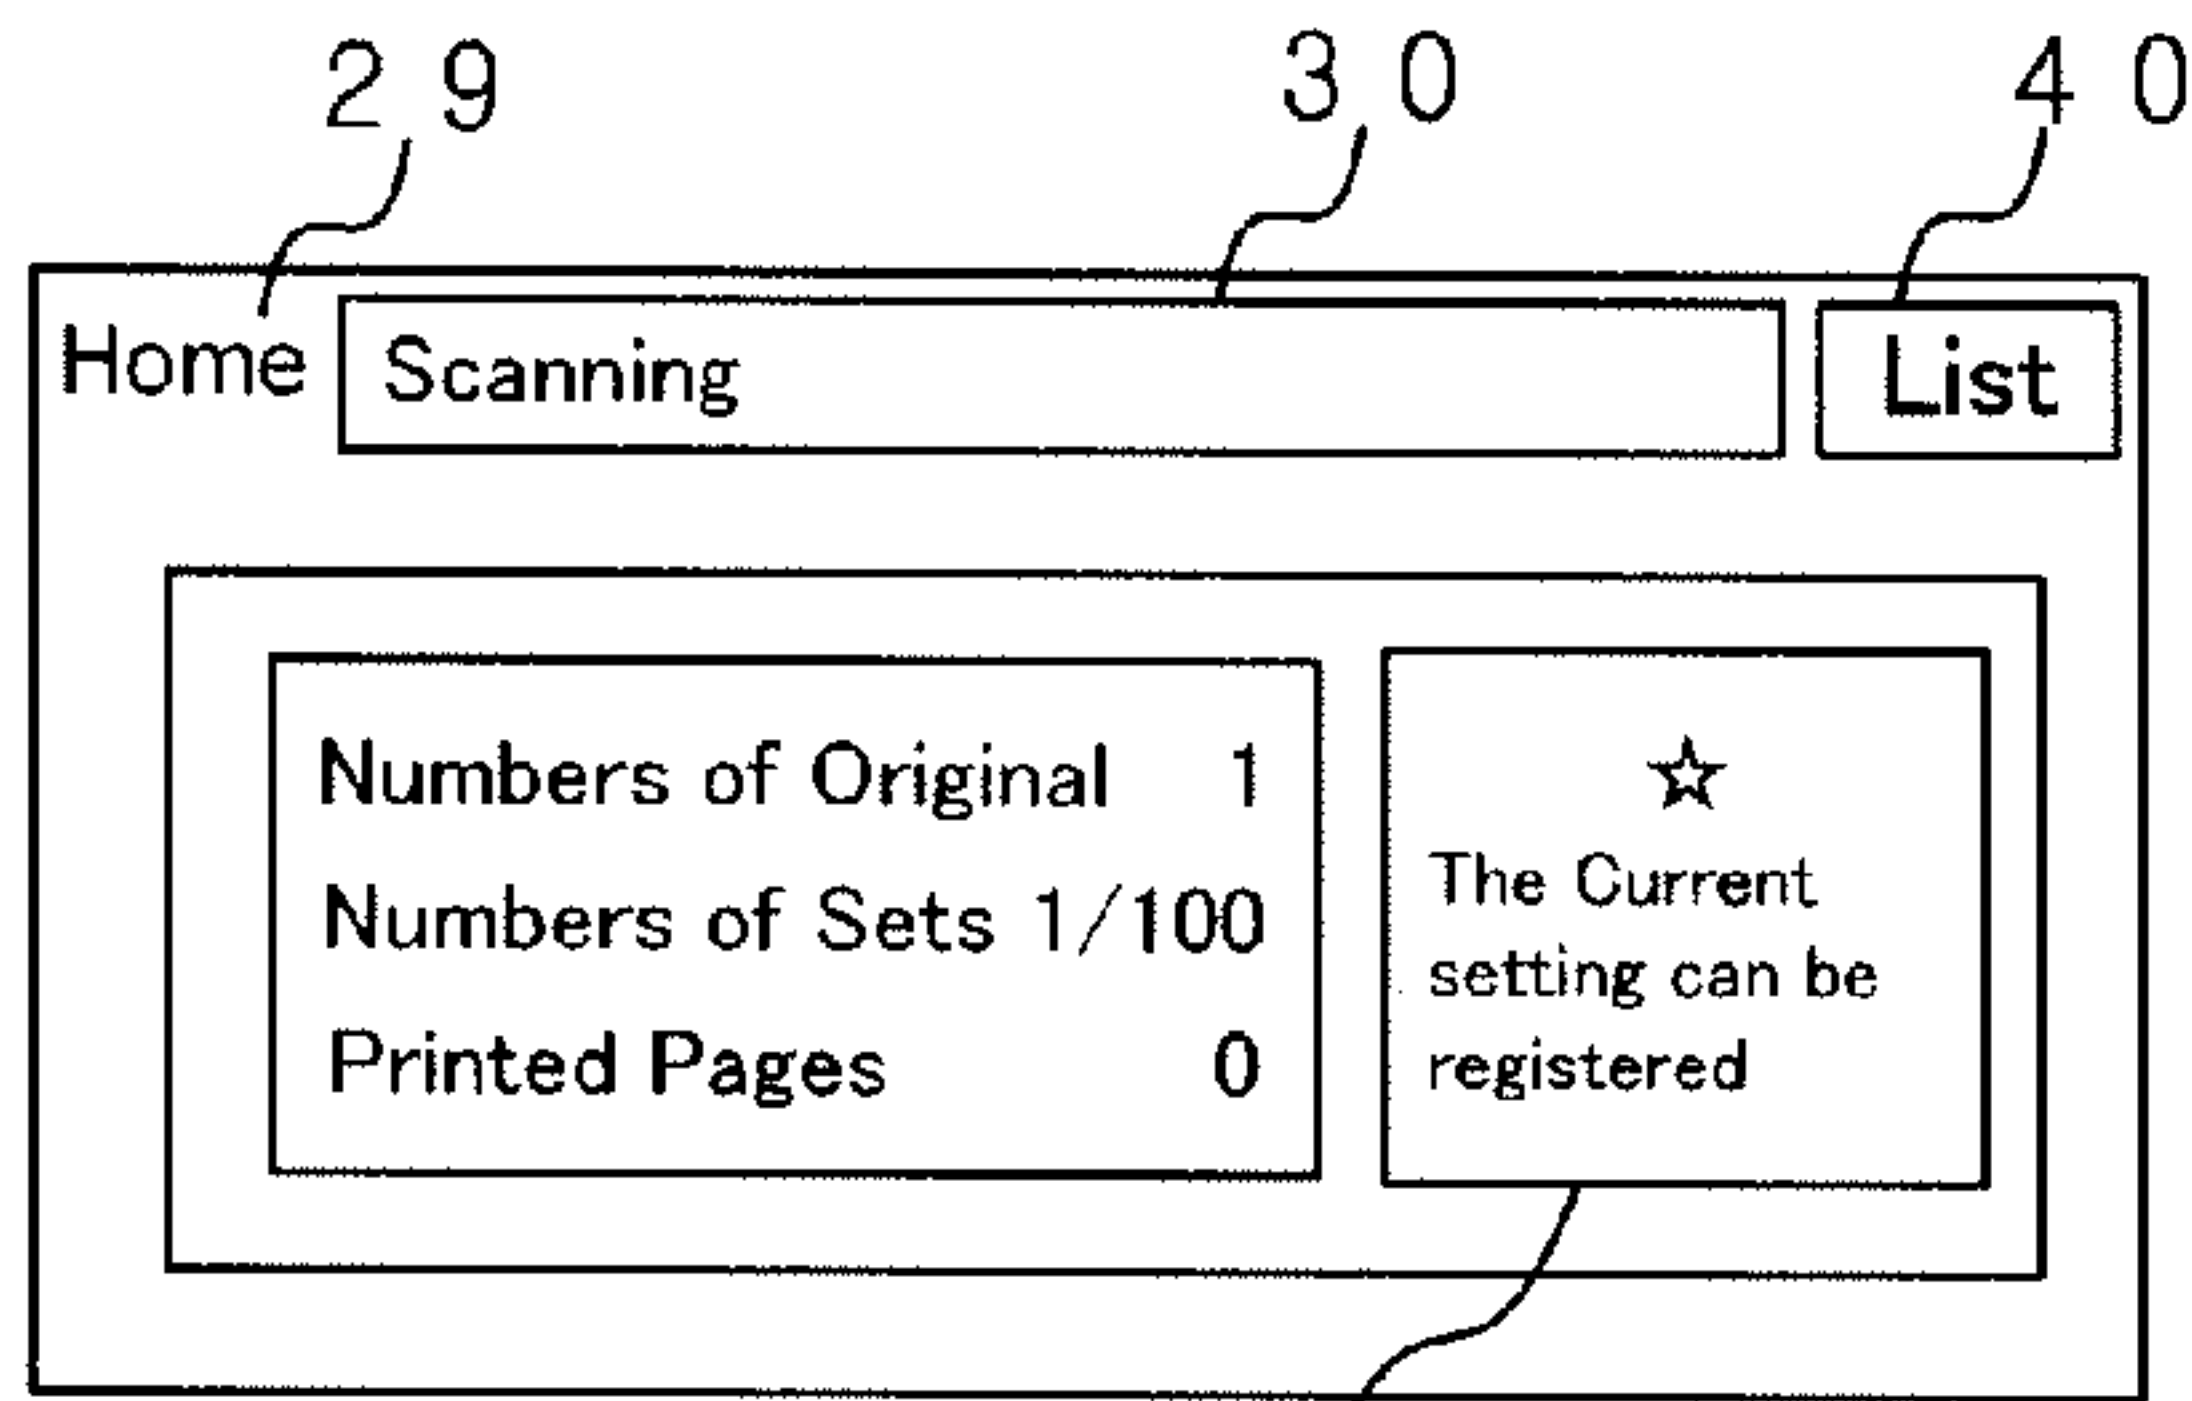 29 30 40
Home Scanning List
Numbers of Original 1
Numbers of Sets 1/100
Printed Pages 0
☆
The Current
setting can be
registered